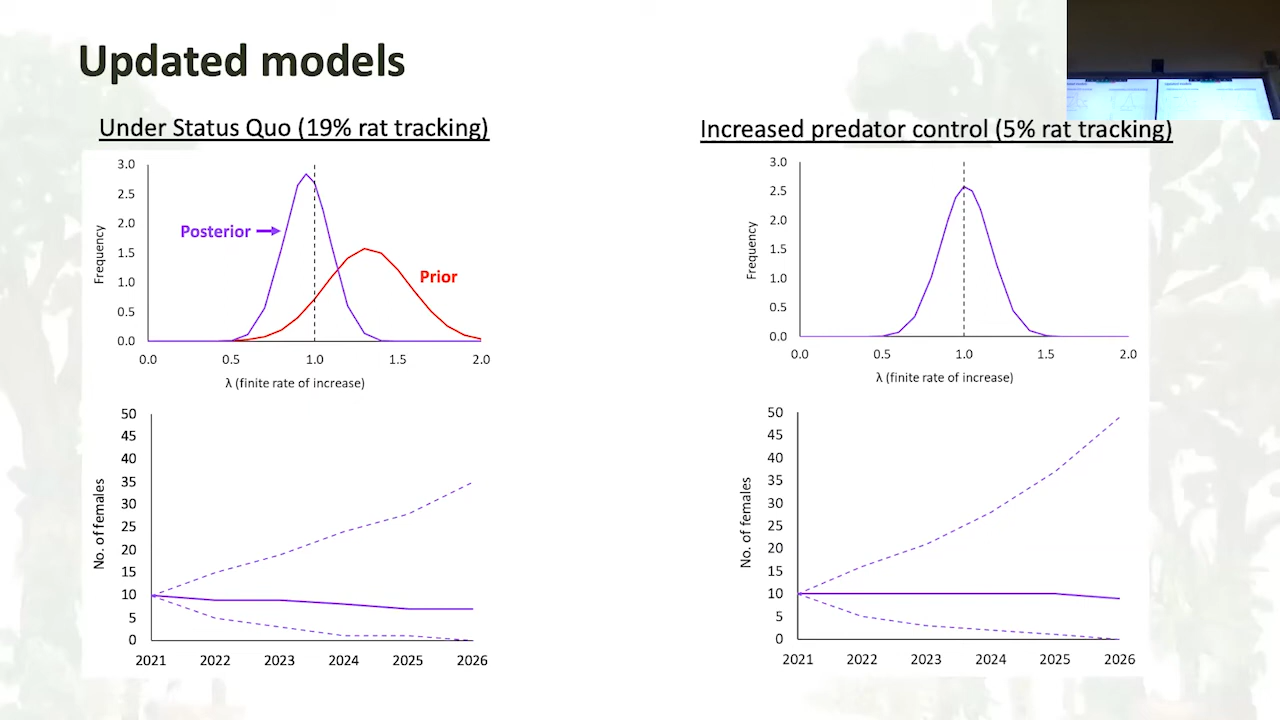 Updated models
Under Status Quo (19% rat tracking)
3.0
2.5
2.0
1.5
1.0
0.5
0.0
Frequency
Posterior
Prior
0.0 0.5 1.0 1.5 2.0
λ (finite rate of increase)
50
45
40
35
30
25
20
15
10
5
0
No. of females
2021 2022 2023 2024 2025 2026
Increased predator control (5% rat tracking)
3.0
2.5
2.0
1.5
1.0
0.5
0.0
Frequency
0.0 0.5 1.0 1.5 2.0
λ (finite rate of increase)
50
45
40
35
30
25
20
15
10
5
0
No. of females
2021 2022 2023 2024 2025 2026